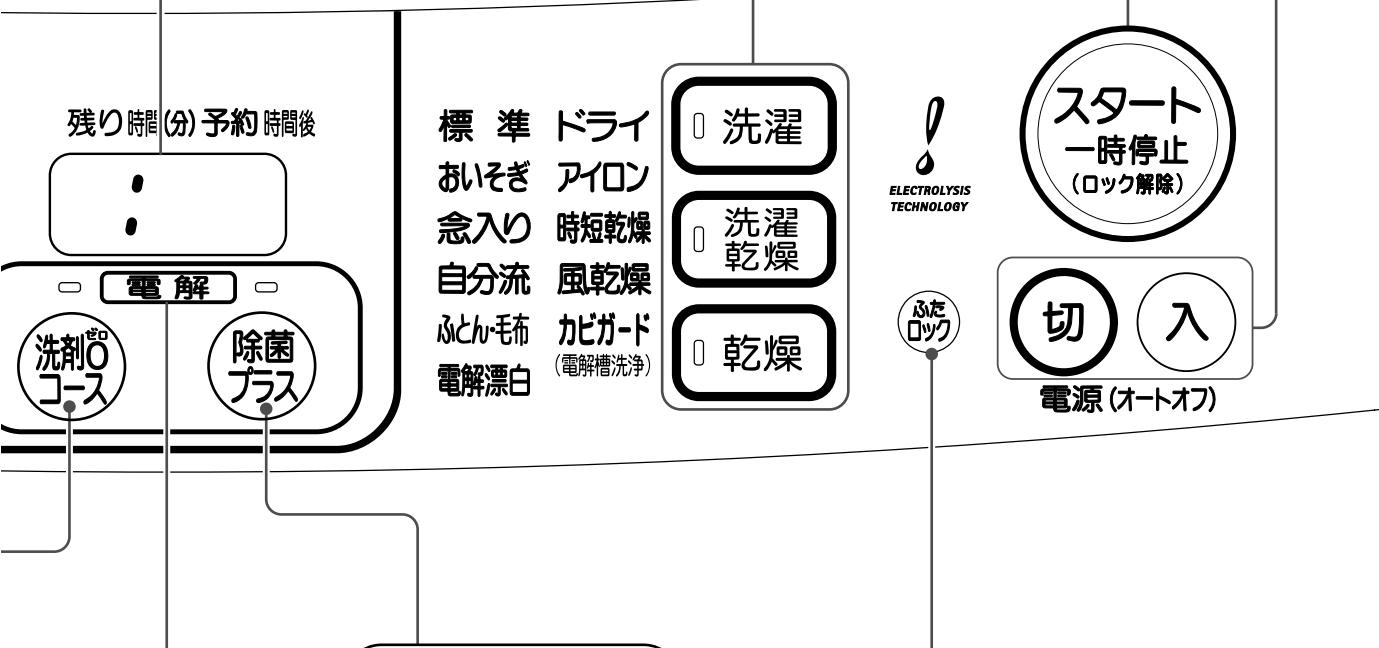 残り時間(分)予約時間後
電解
洗剤0ゼロ
コース
除菌
プラス
標準 ドライ
おいそぎ アイロン
念入り 時短乾燥
自分流 風乾燥
ふとん・毛布 カビガード
(電解槽洗浄)
電解漂白
洗濯
洗濯
乾燥
乾燥
ELECTROLYSIS
TECHNOLOGY
スタート
一時停止
(ロック解除)
ふた
ロック
切 入
電源(オートオフ)